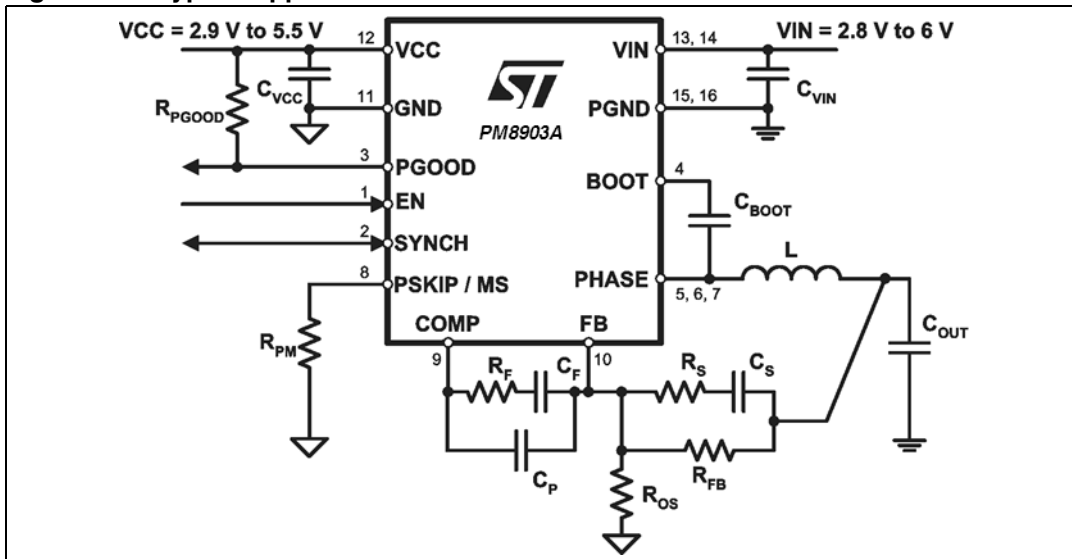 VCC = 2.9 V to 5.5 V
VIN = 2.8 V to 6 V
12
VCC
VIN
13, 14
CVCC
CVIN
RPGOOD
11
GND
ST
PGND
15, 16
PM8903A
3
PGOOD
BOOT
4
1
EN
CBOOT
2
SYNCH
L
8
PSKIP / MS
PHASE
5, 6, 7
COMP
FB
COUT
RPM
9
10
RF
CF
RS
CS
CP
RFB
ROS